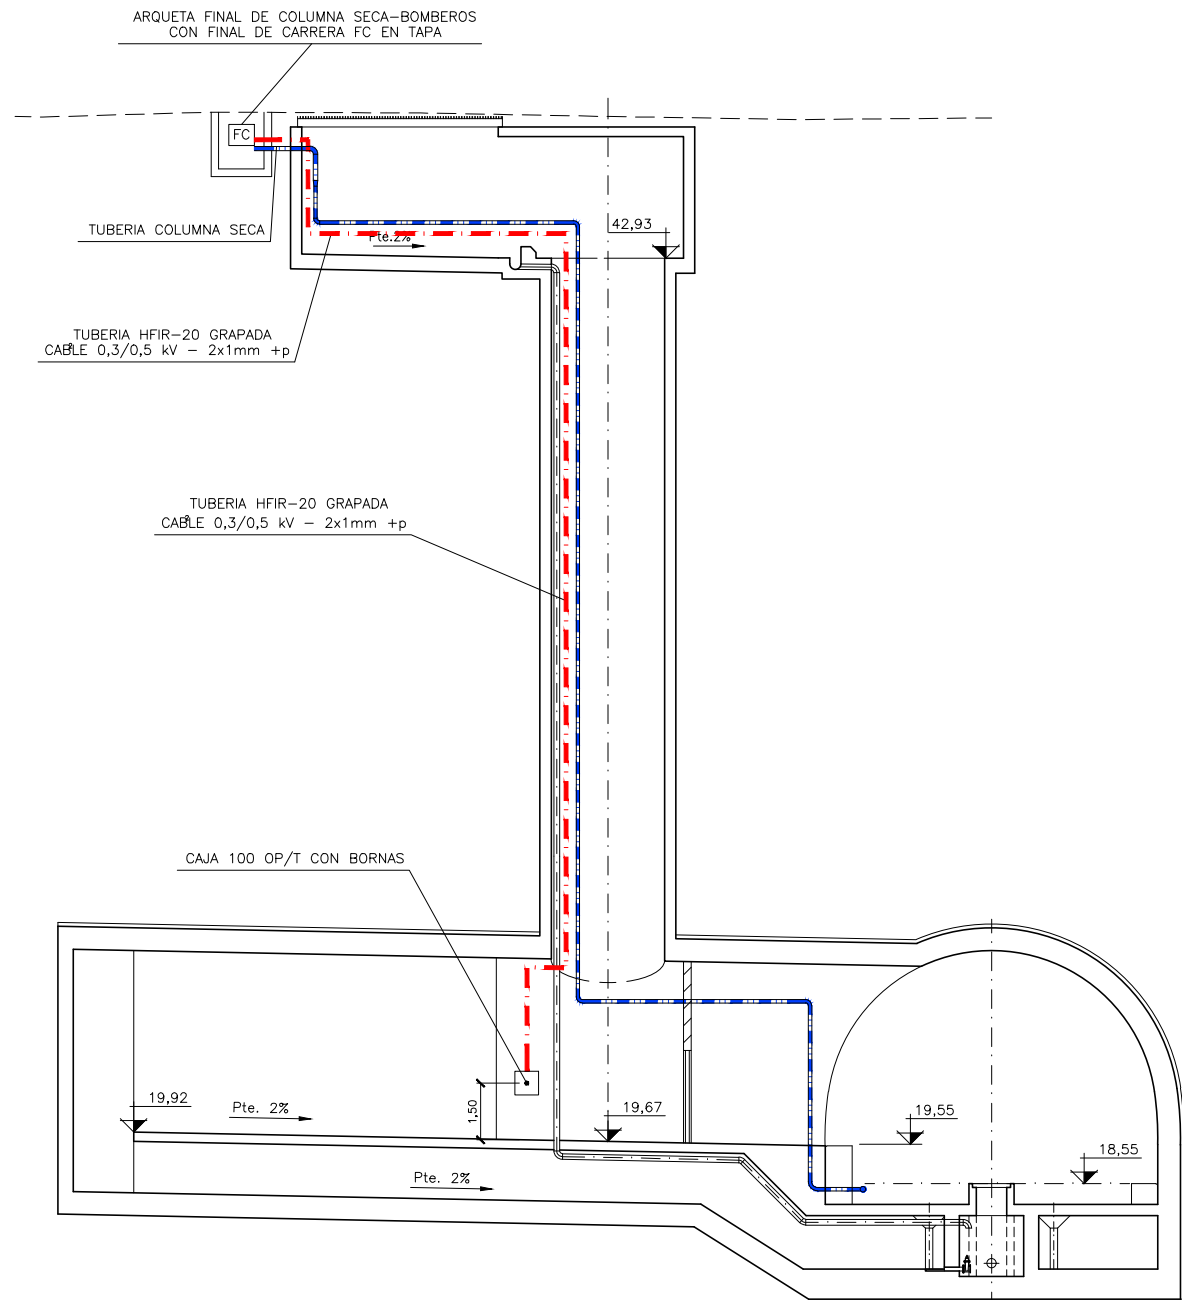 ARQUETA FINAL DE COLUMNA SECA-BOMBEROS
CON FINAL DE CARRERA FC EN TAPA
FC
TUBERIA COLUMNA SECA
42,93
Pte.2%
TUBERIA HFIR-20 GRAPADA
CABLE 0,3/0,5 kV - 2x1mm² +p
TUBERIA HFIR-20 GRAPADA
CABLE 0,3/0,5 kV - 2x1mm² +p
CAJA 100 OP/T CON BORNAS
19,92
Pte. 2%
1,50
19,67
19,55
18,55
Pte. 2%